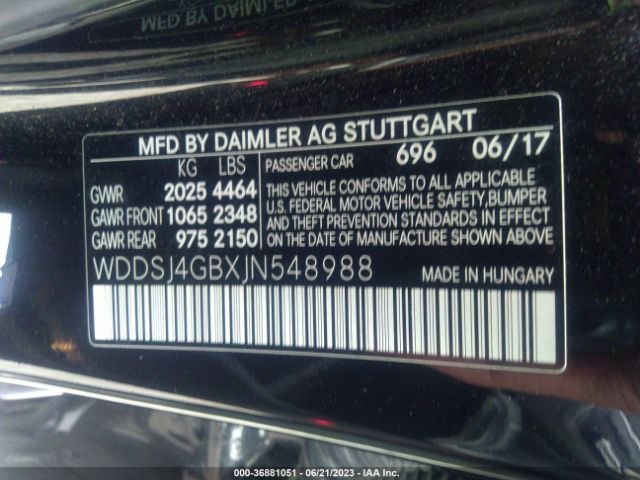 MFD BY DAIMLER AG STUTTGART
KG LBS
GVWR 2025 4464
GAWR FRONT 1065 2348
GAWR REAR 975 2150
PASSENGER CAR 696 06/17
THIS VEHICLE CONFORMS TO ALL APPLICABLE
U.S. FEDERAL MOTOR VEHICLE SAFETY, BUMPER
AND THEFT PREVENTION STANDARDS IN EFFECT
ON THE DATE OF MANUFACTURE SHOWN ABOVE
WDDSJ4GBXJN548988 MADE IN HUNGARY
000-36881051 - 06/21/2023 - IAA Inc.